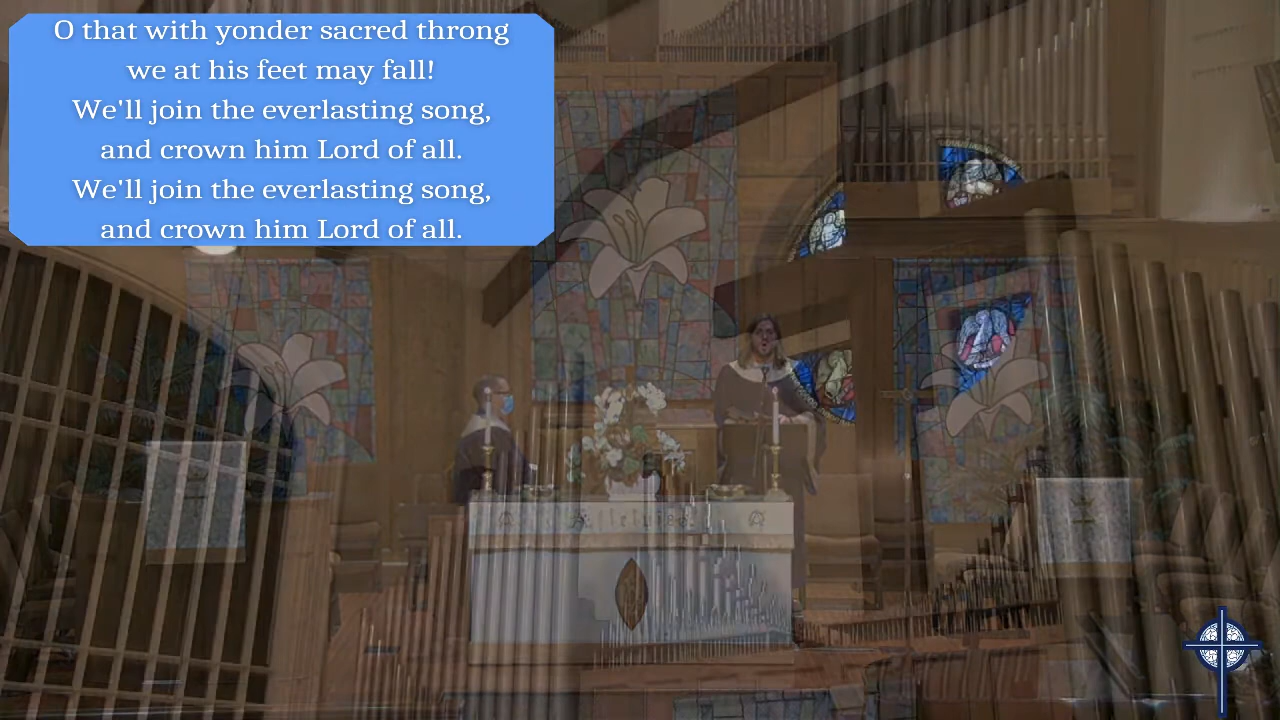 O that with yonder sacred throng
we at his feet may fall!
We'll join the everlasting song,
and crown him Lord of all.
We'll join the everlasting song,
and crown him Lord of all.
Alleluia